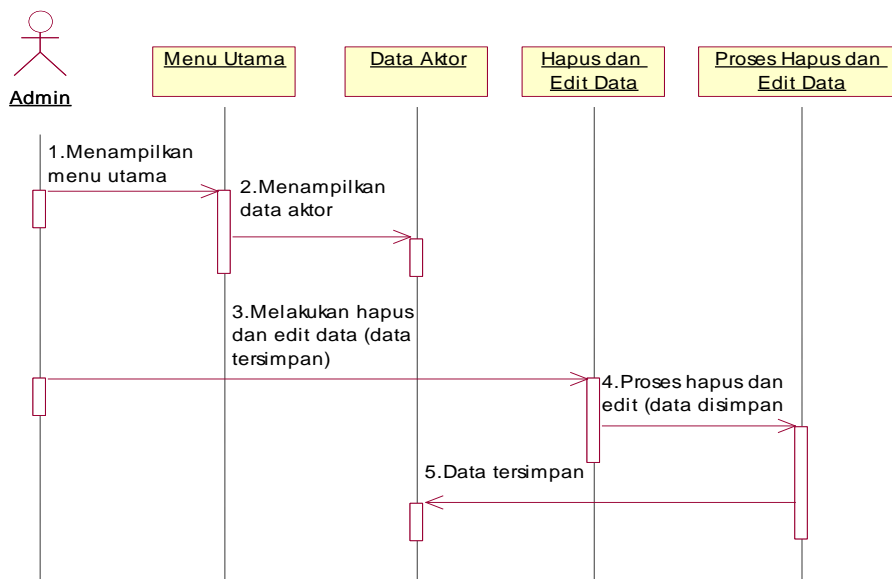 Admin
Menu Utama
Data Aktor
Hapus dan
Edit Data
Proses Hapus dan
Edit Data
1.Menampilkan
menu utama
2.Menampilkan
data aktor
3.Melakukan hapus
dan edit data (data
tersimpan)
4.Proses hapus dan
edit (data disimpan
5.Data tersimpan